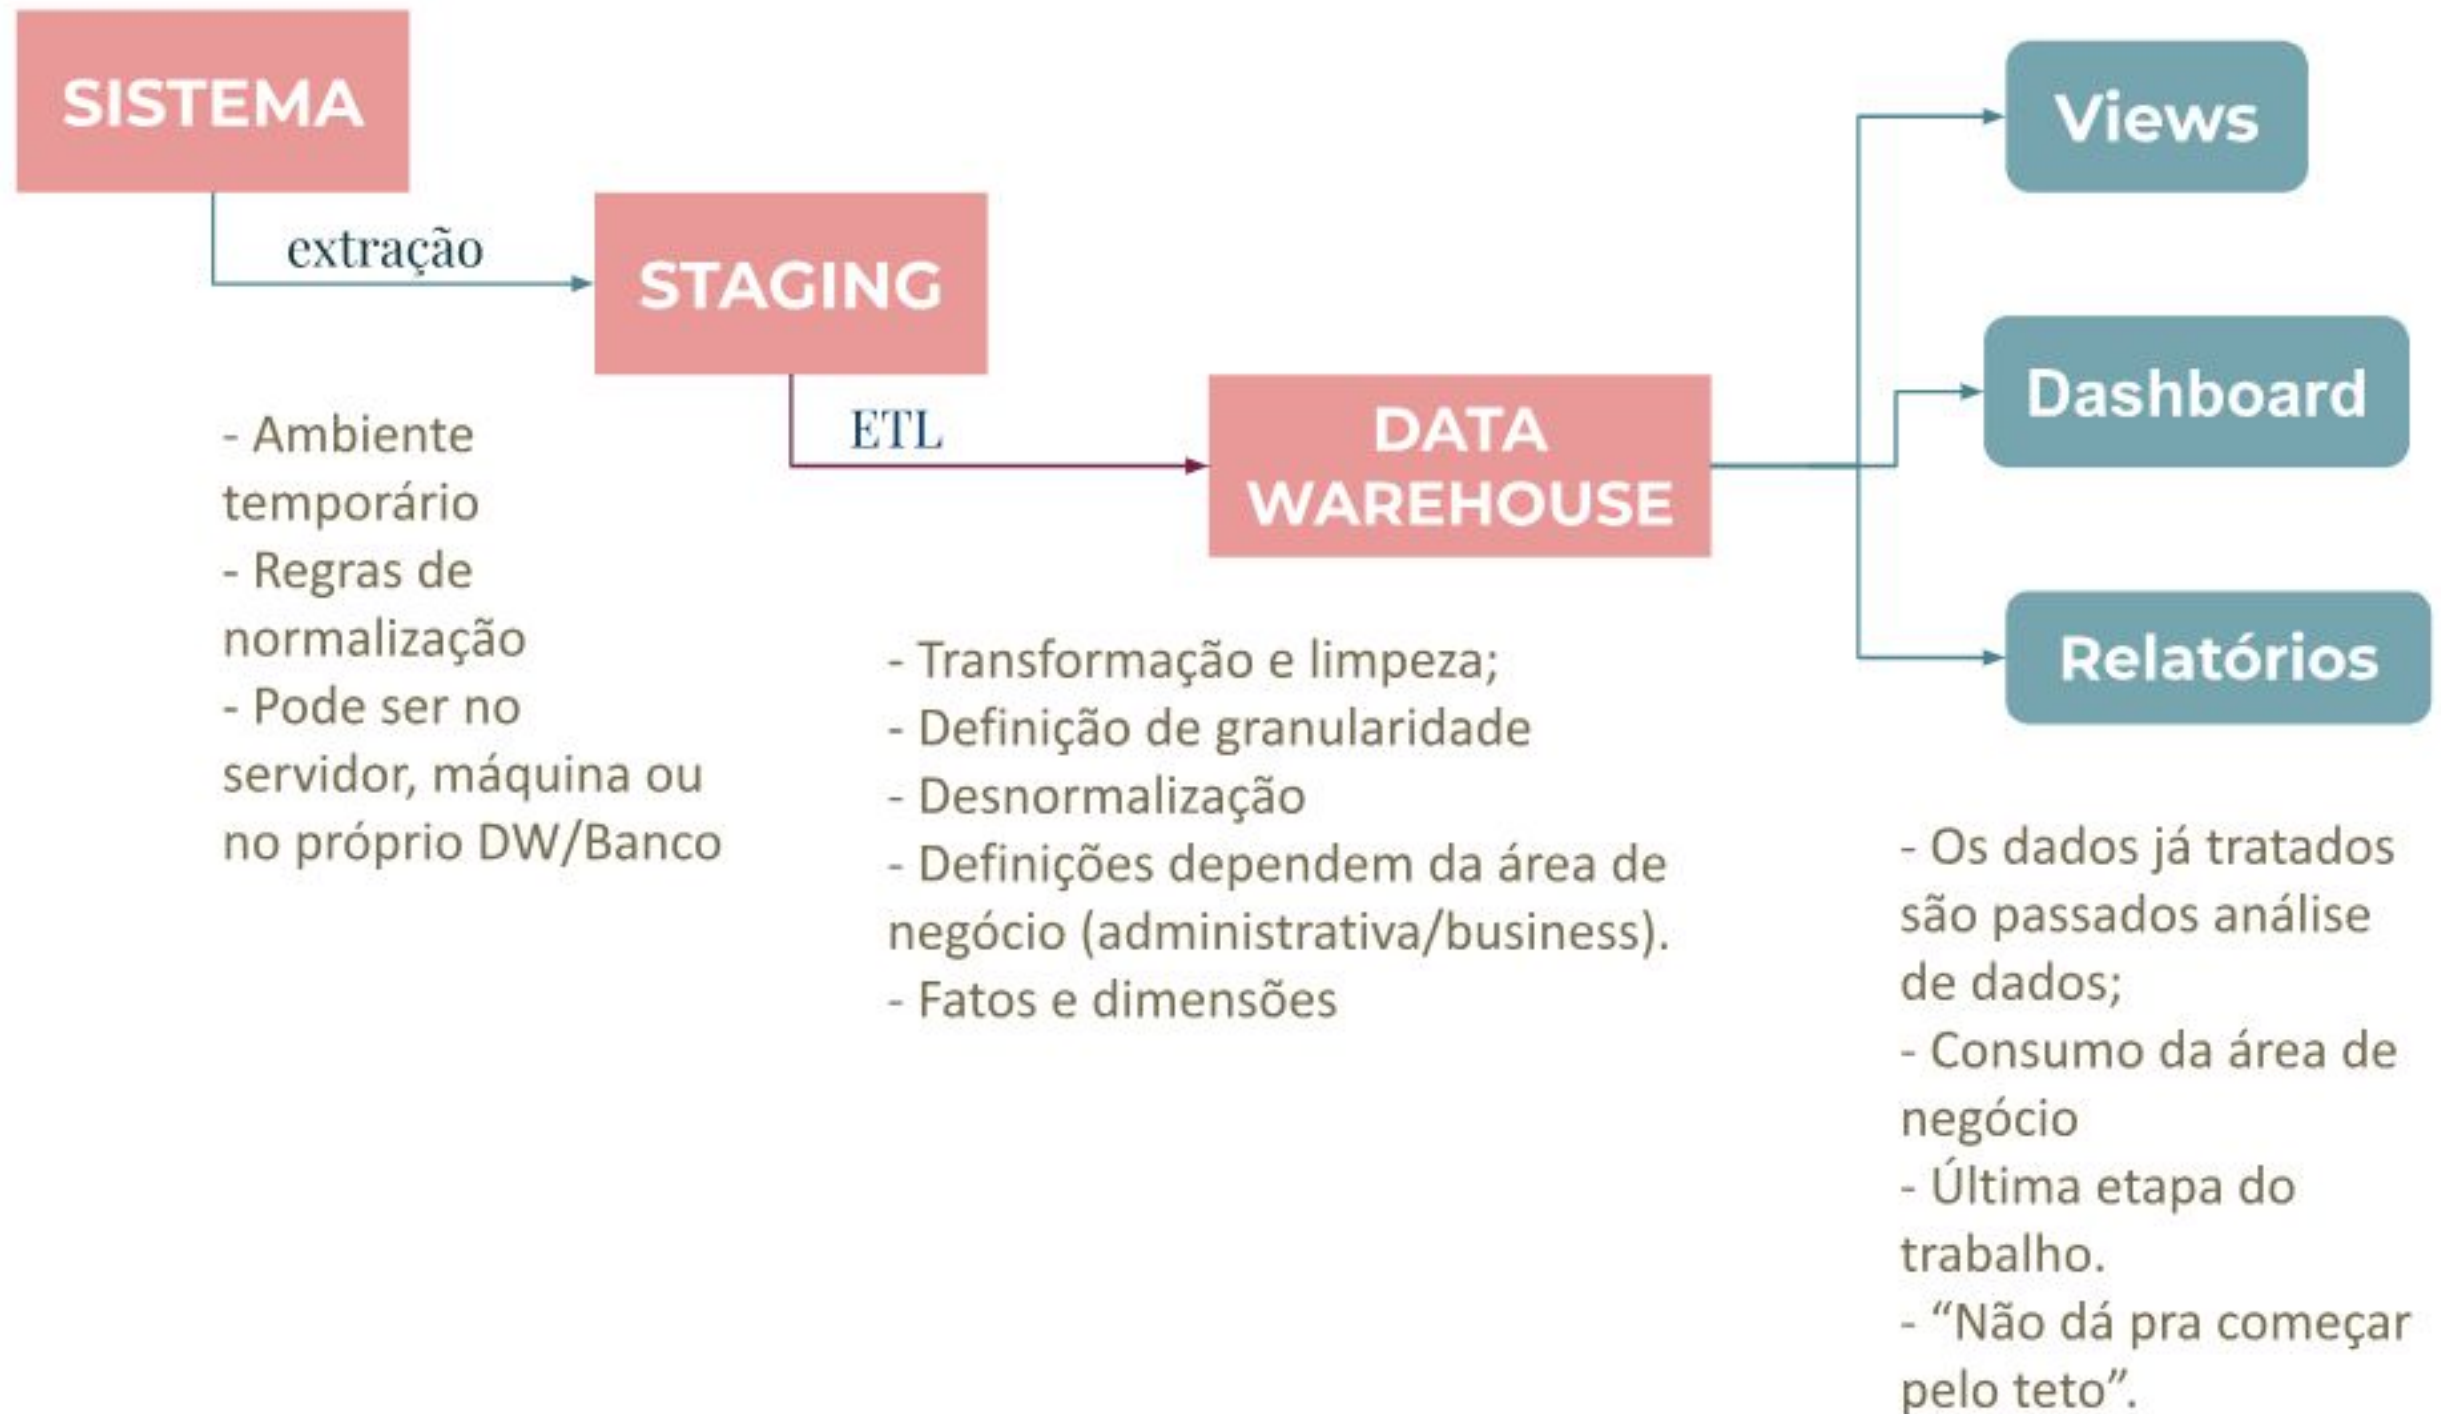 SISTEMA
extração
STAGING
ETL
DATA
WAREHOUSE
Views
Dashboard
Relatórios
- Ambiente
temporário
- Regras de
normalização
- Pode ser no
servidor, máquina ou
no próprio DW/Banco
- Transformação e limpeza;
- Definição de granularidade
- Desnormalização
- Definições dependem da área de
negócio (administrativa/business).
- Fatos e dimensões
- Os dados já tratados
são passados análise
de dados;
- Consumo da área de
negócio
- Última etapa do
trabalho.
- “Não dá pra começar
pelo teto”.